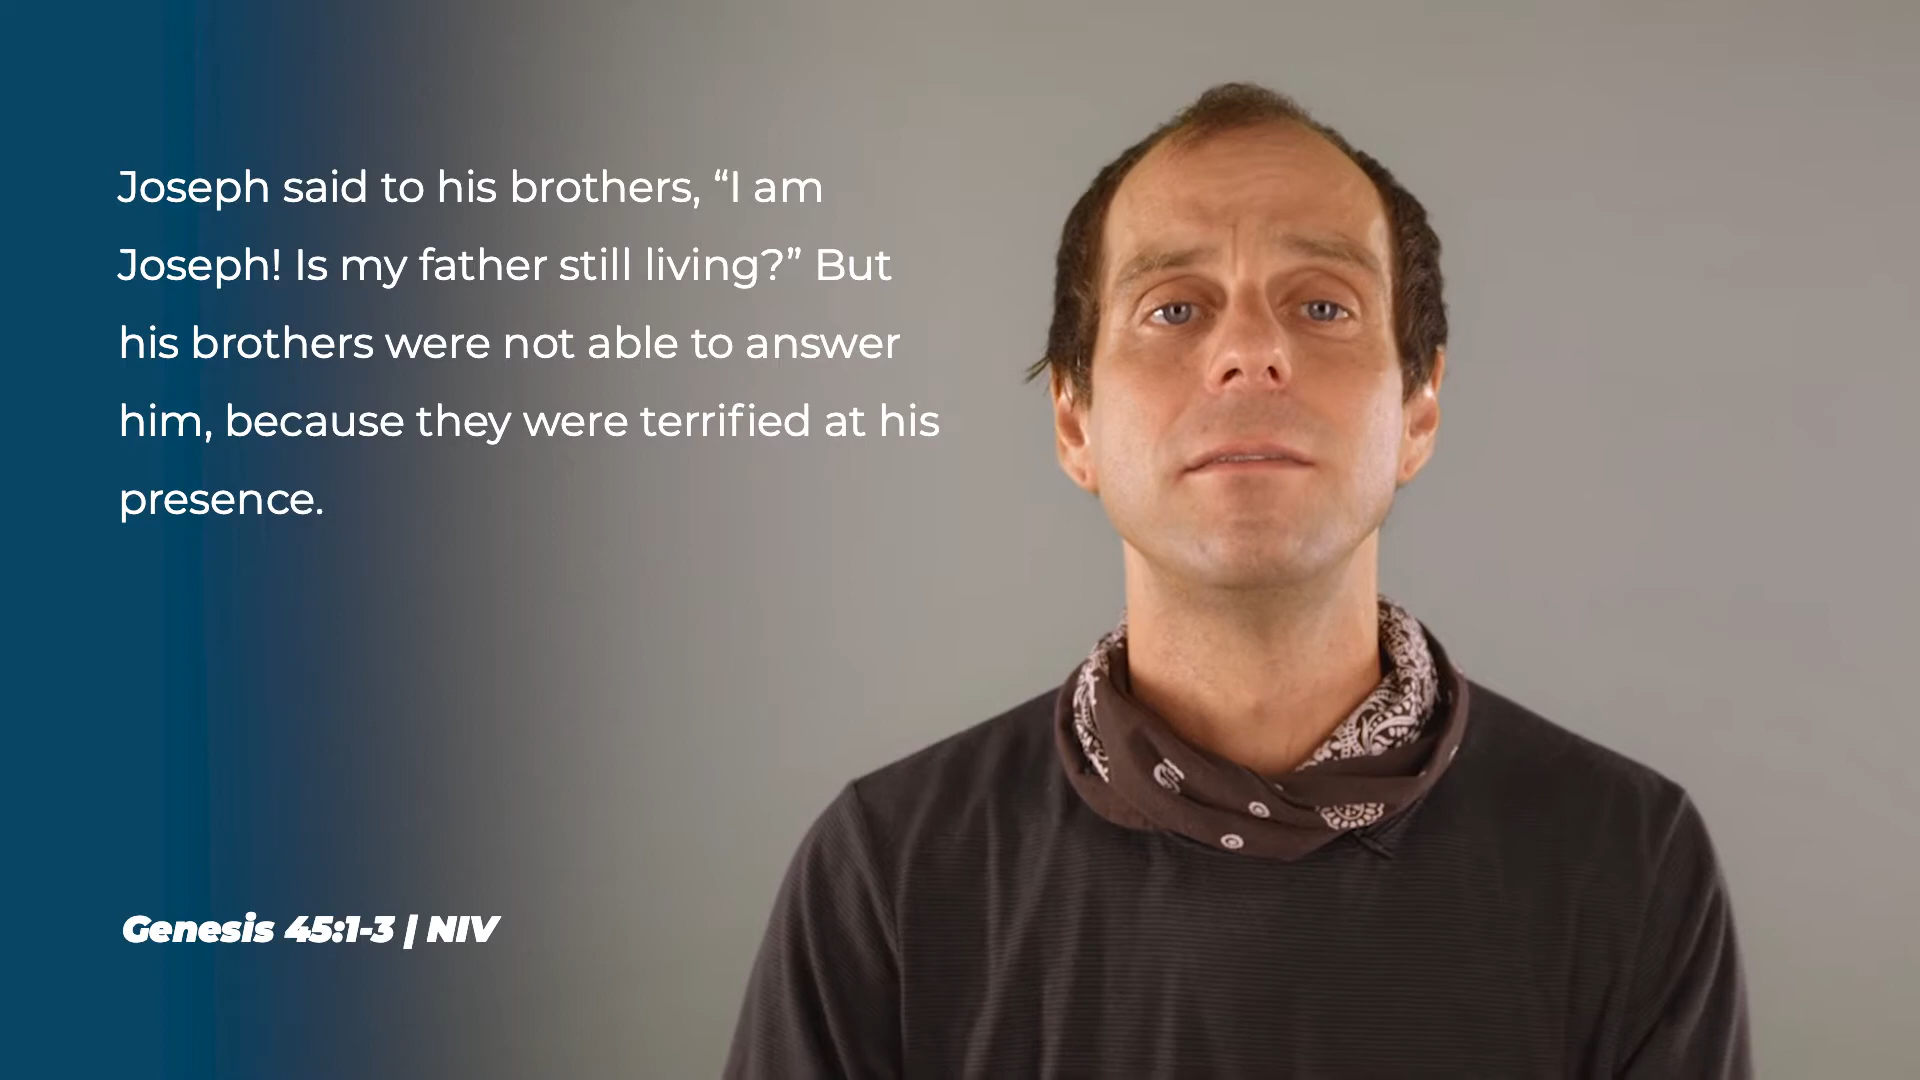 Joseph said to his brothers, “I am
Joseph! Is my father still living?” But
his brothers were not able to answer
him, because they were terrified at his
presence.
Genesis 45:1-3 | NIV